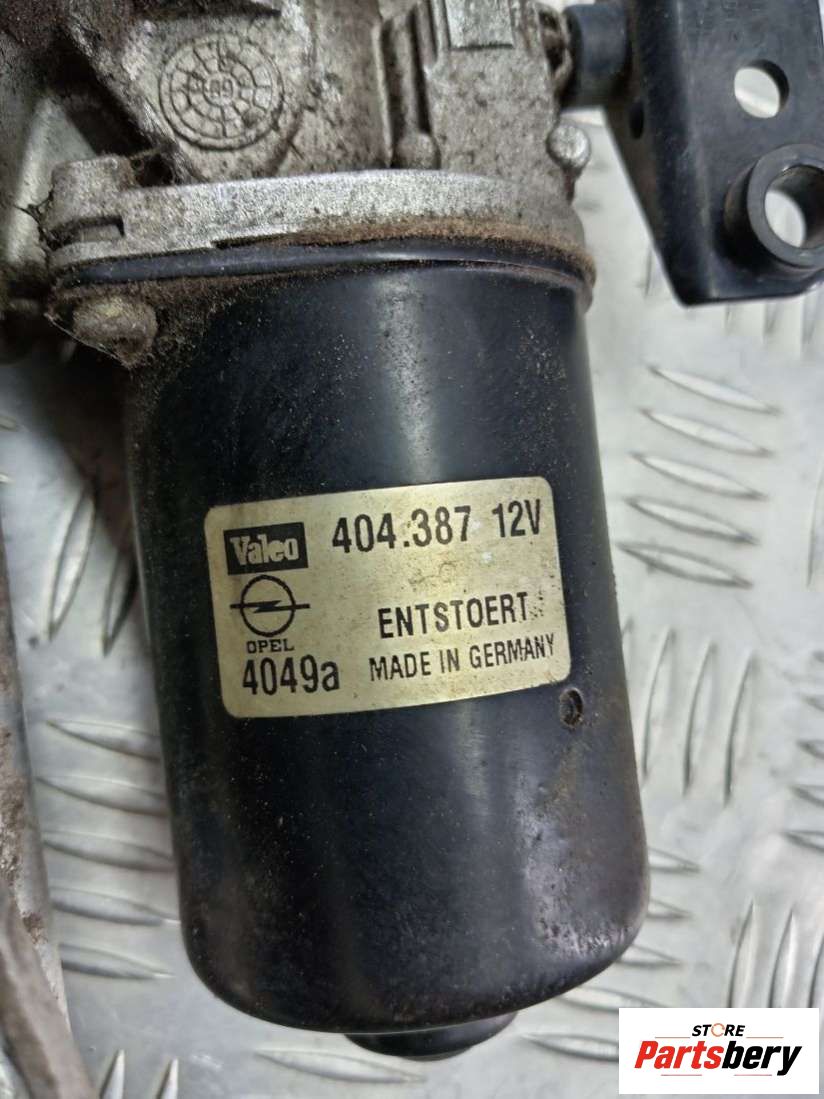 Valeo 404.387 12V
ENTSTOERT
OPEL
4049a MADE IN GERMANY
STORE
Partsbery